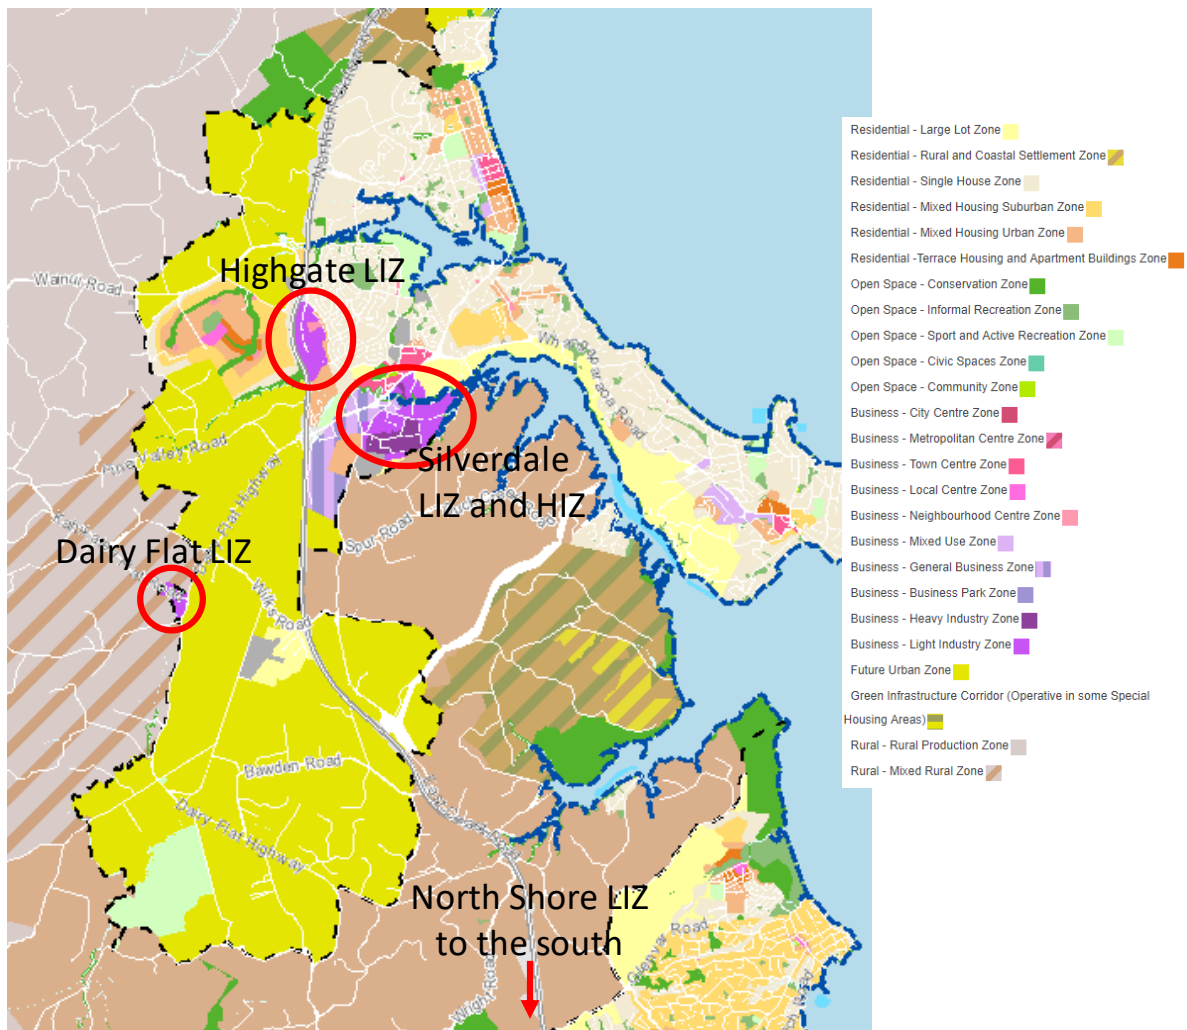 Highgate LIZ
Wainui Road
Pine Valley Road
Silverdale
LIZ and HIZ
Spur Road
Dairy Flat LIZ
Wilks Road
Bawden Road
Dairy Flat Highway
North Shore LIZ
to the south
Glenvar Road
Wright Road
Residential - Large Lot Zone
Residential - Rural and Coastal Settlement Zone
Residential - Single House Zone
Residential - Mixed Housing Suburban Zone
Residential - Mixed Housing Urban Zone
Residential -Terrace Housing and Apartment Buildings Zone
Open Space - Conservation Zone
Open Space - Informal Recreation Zone
Open Space - Sport and Active Recreation Zone
Open Space - Civic Spaces Zone
Open Space - Community Zone
Business - City Centre Zone
Business - Metropolitan Centre Zone
Business - Town Centre Zone
Business - Local Centre Zone
Business - Neighbourhood Centre Zone
Business - Mixed Use Zone
Business - General Business Zone
Business - Business Park Zone
Business - Heavy Industry Zone
Business - Light Industry Zone
Future Urban Zone
Green Infrastructure Corridor (Operative in some Special
Housing Areas)
Rural - Rural Production Zone
Rural - Mixed Rural Zone